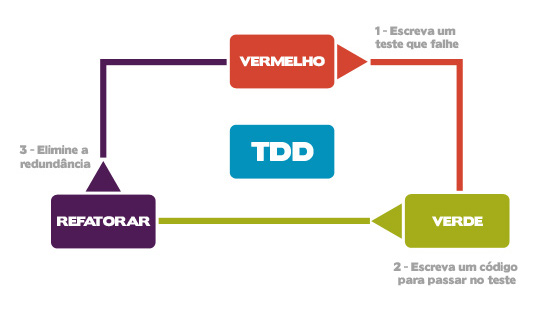 1 - Escreva um
teste que falhe
VERMELHO
TDD
3 - Elimine a
redundância
REFATORAR
VERDE
2 - Escreva um código
para passar no teste